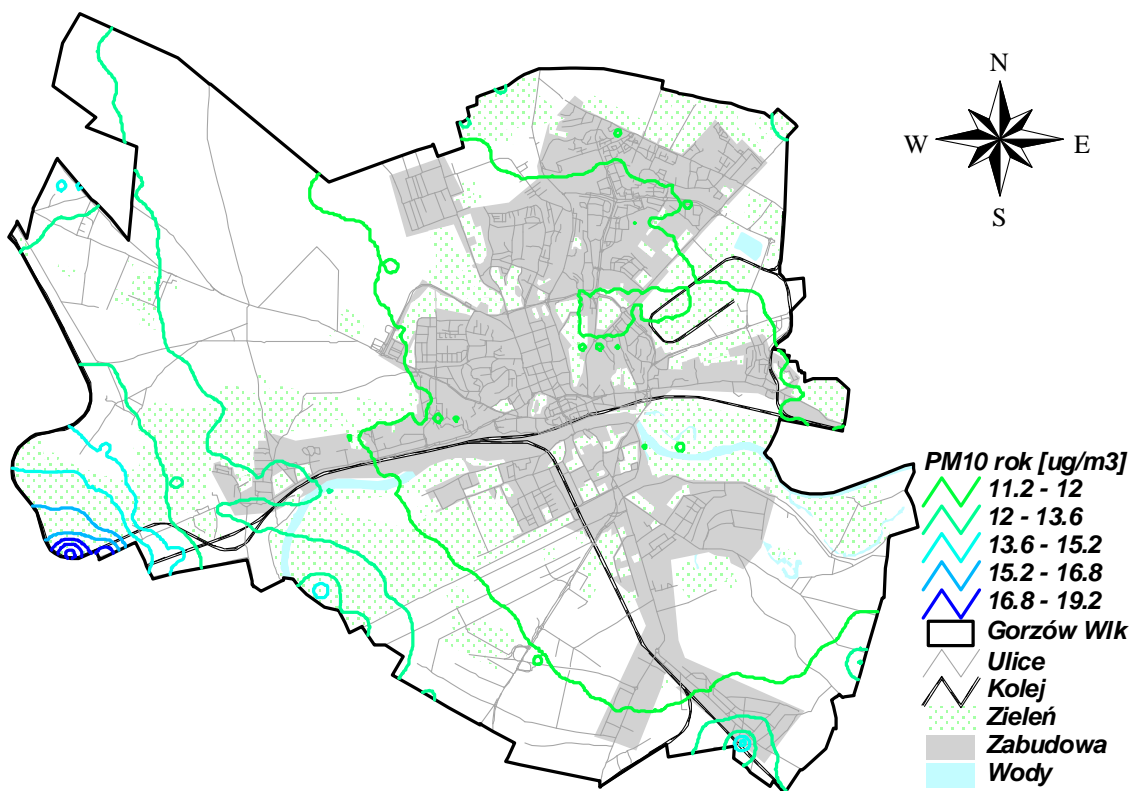 N
W E
S
PM10 rok [ug/m3]
11.2 - 12
12 - 13.6
13.6 - 15.2
15.2 - 16.8
16.8 - 19.2
Gorzów Wlk
Ulice
Kolej
Zieleń
Zabudowa
Wody